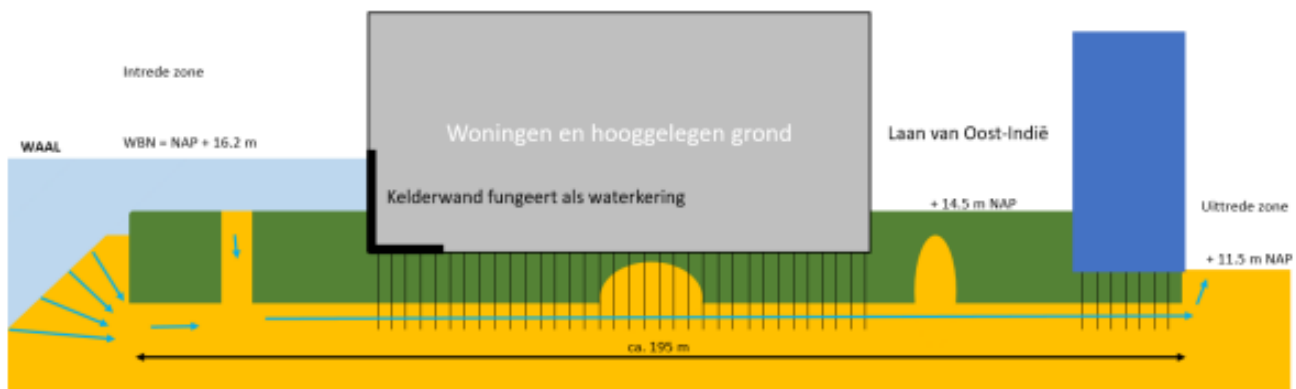 Intrede zone
WAAL
WBN = NAP + 16.2 m
Woningen en hooggelegen grond
Kelderwand fungeert als waterkering
Laan van Oost-Indië
+ 14.5 m NAP
Uittrede zone
+ 11.5 m NAP
ca. 195 m